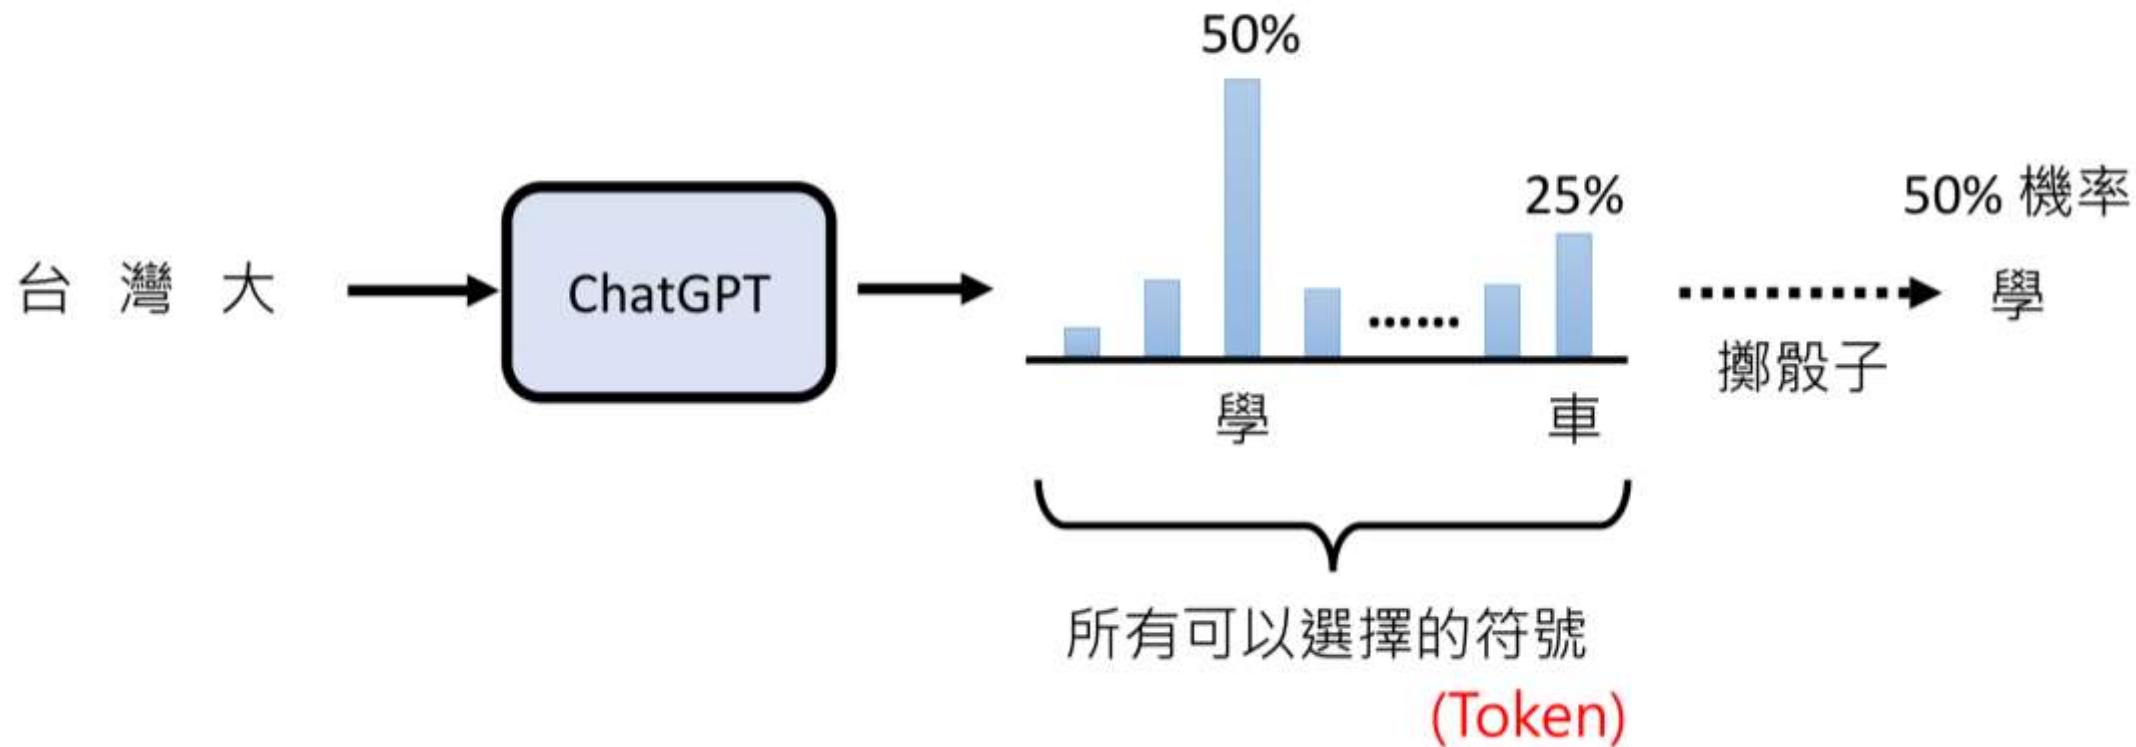 台 灣 大
ChatGPT
50%
25%
學
車
所有可以選擇的符號
(Token)
擲骰子
50% 機率
學